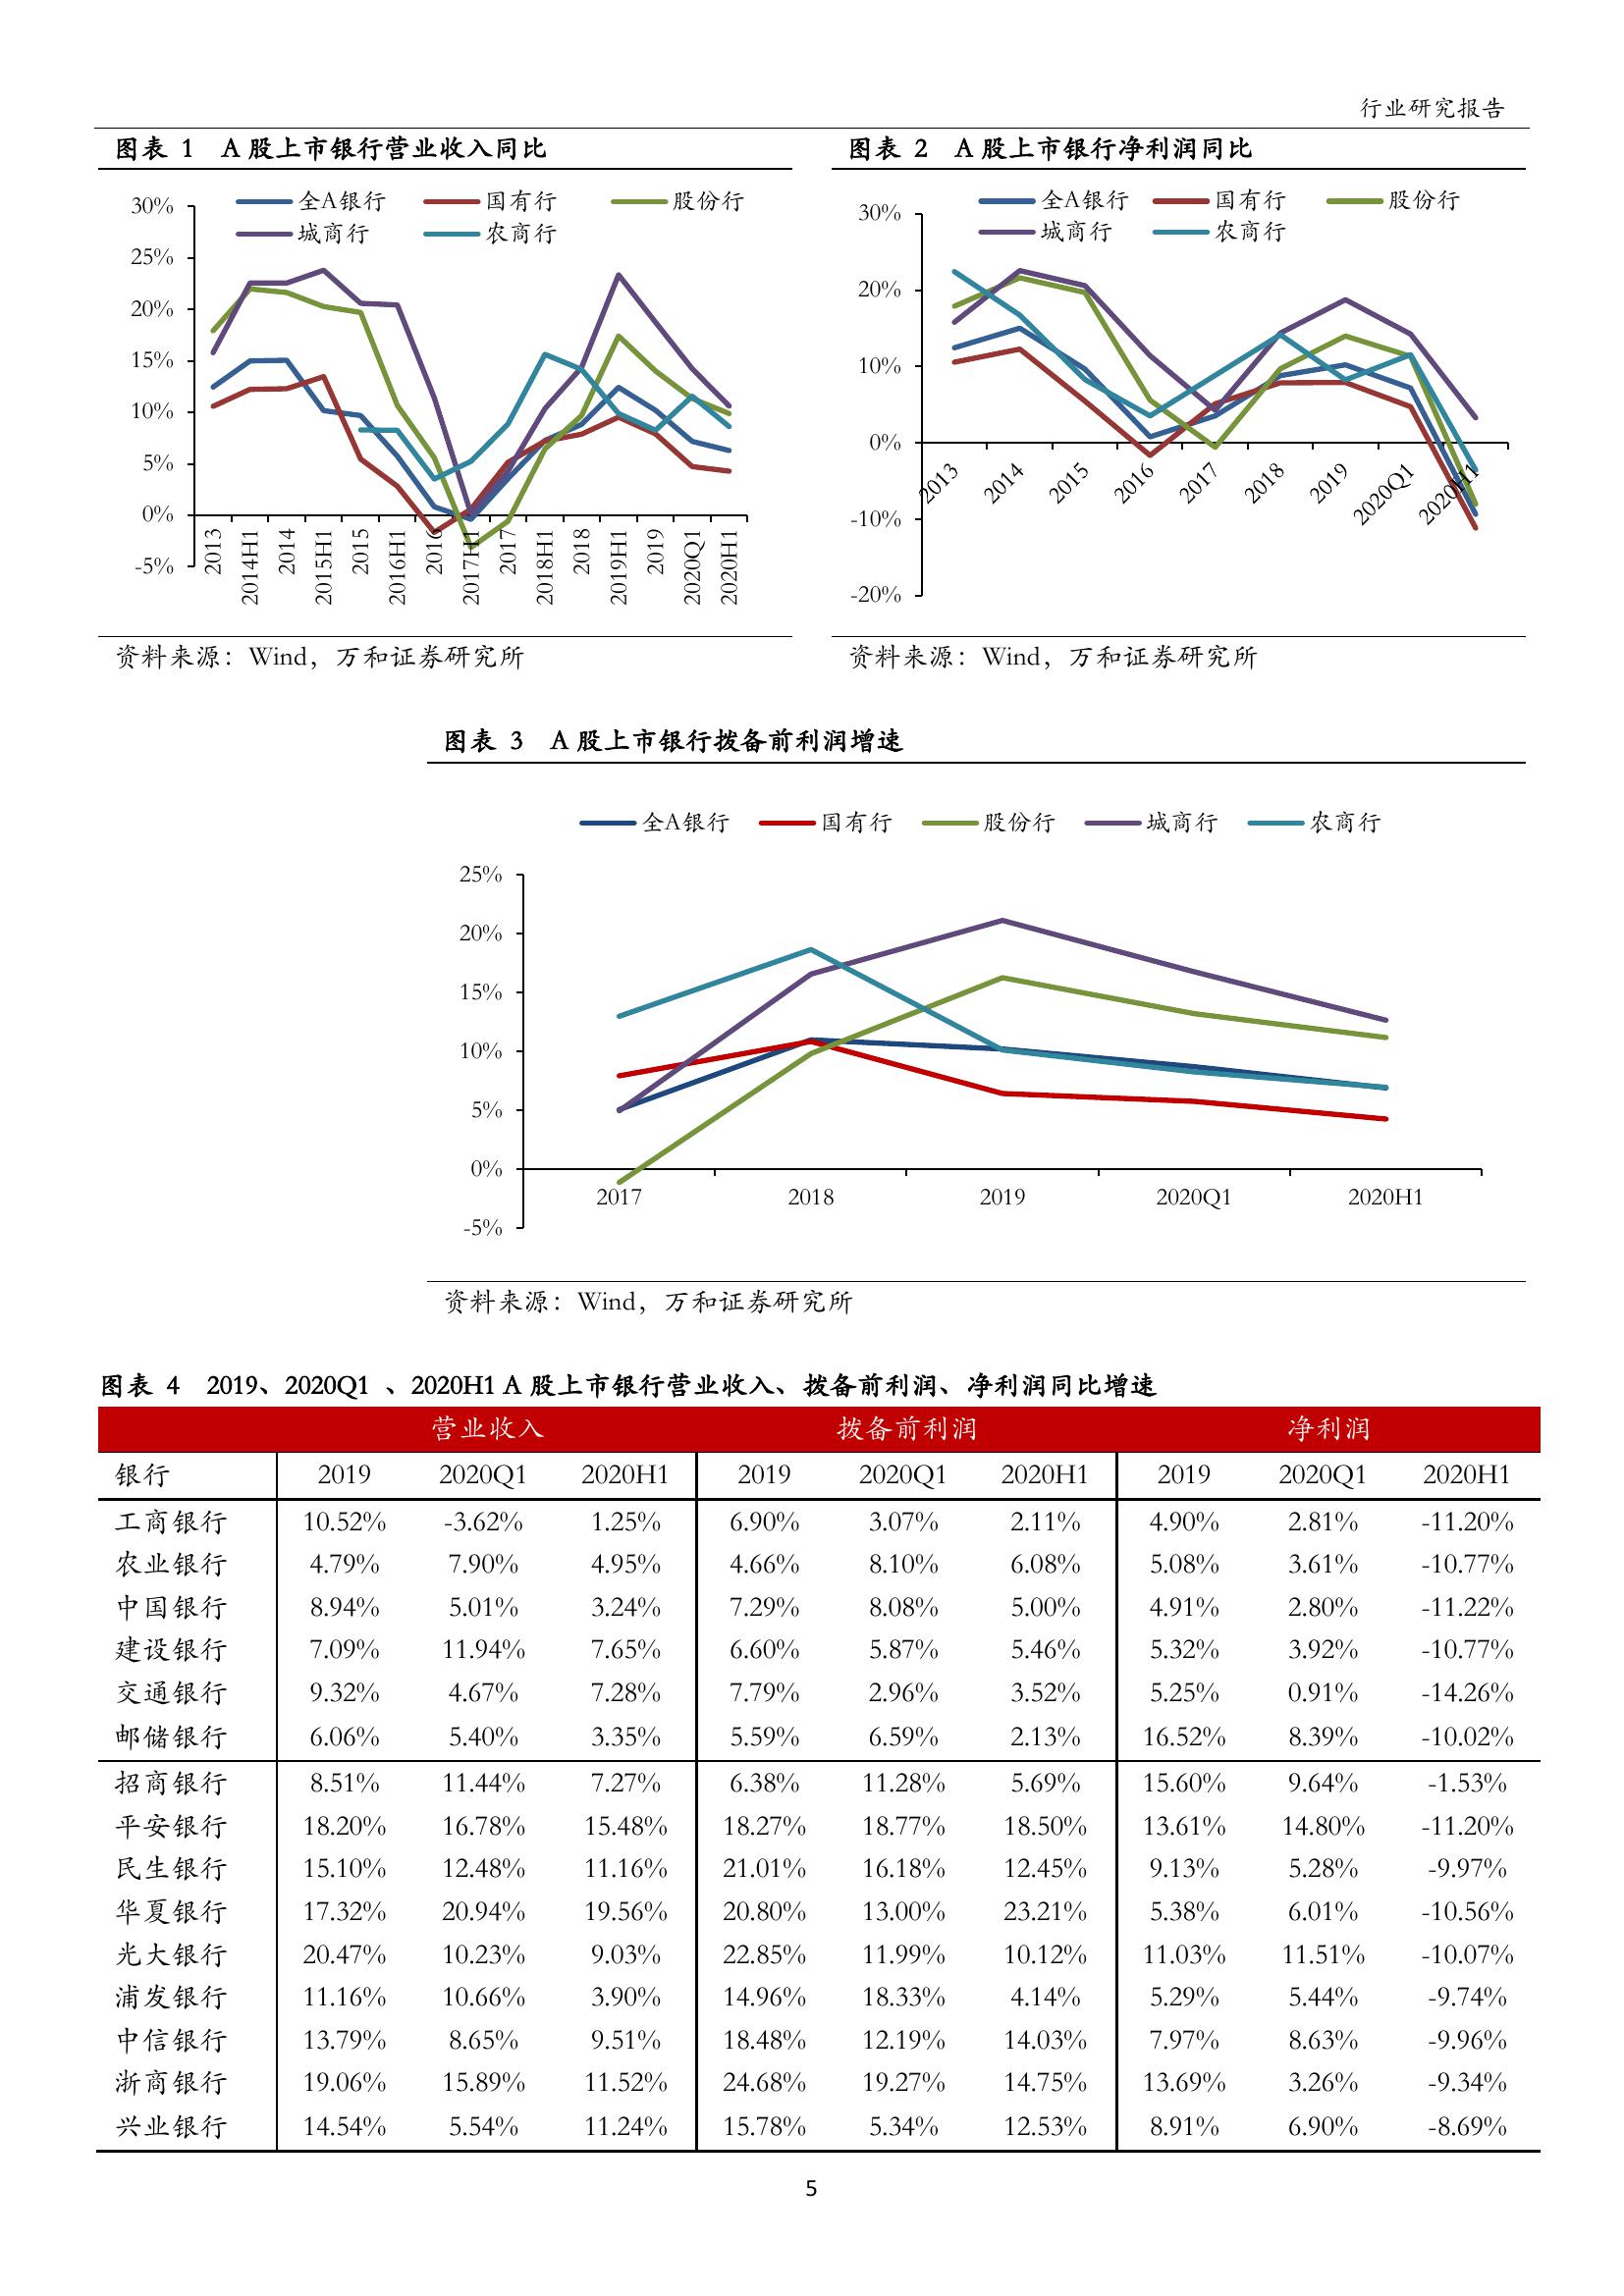 行业研究报告
图表 1 A 股上市银行营业收入同比
全A银行 国有行 股份行
城商行 农商行
30%
25%
20%
15%
10%
5%
0%
-5%
2013 2014H1 2014 2015H1 2015 2016H1 2016 2017H1 2017 2018H1 2018 2019H1 2019 2020Q1 2020H1
资料来源：Wind，万和证券研究所
图表 2 A 股上市银行净利润同比
全A银行 国有行 股份行
城商行 农商行
30%
20%
10%
0%
-10%
-20%
2013 2014 2015 2016 2017 2018 2019 2020Q1 2020H1
资料来源：Wind，万和证券研究所
图表 3 A 股上市银行拨备前利润增速
全A银行 国有行 股份行 城商行 农商行
25%
20%
15%
10%
5%
0%
-5%
2017 2018 2019 2020Q1 2020H1
资料来源：Wind，万和证券研究所
图表 4 2019、2020Q1 、2020H1 A 股上市银行营业收入、拨备前利润、净利润同比增速
营业收入 拨备前利润 净利润
银行 2019 2020Q1 2020H1 2019 2020Q1 2020H1 2019 2020Q1 2020H1
工商银行 10.52% -3.62% 1.25% 6.90% 3.07% 2.11% 4.90% 2.81% -11.20%
农业银行 4.79% 7.90% 4.95% 4.66% 8.10% 6.08% 5.08% 3.61% -10.77%
中国银行 8.94% 5.01% 3.24% 7.29% 8.08% 5.00% 4.91% 2.80% -11.22%
建设银行 7.09% 11.94% 7.65% 6.60% 5.87% 5.46% 5.32% 3.92% -10.77%
交通银行 9.32% 4.67% 7.28% 7.79% 2.96% 3.52% 5.25% 0.91% -14.26%
邮储银行 6.06% 5.40% 3.35% 5.59% 6.59% 2.13% 16.52% 8.39% -10.02%
招商银行 8.51% 11.44% 7.27% 6.38% 11.28% 5.69% 15.60% 9.64% -1.53%
平安银行 18.20% 16.78% 15.48% 18.27% 18.77% 18.50% 13.61% 14.80% -11.20%
民生银行 15.10% 12.48% 11.16% 21.01% 16.18% 12.45% 9.13% 5.28% -9.97%
华夏银行 17.32% 20.94% 19.56% 20.80% 13.00% 23.21% 5.38% 6.01% -10.56%
光大银行 20.47% 10.23% 9.03% 22.85% 11.99% 10.12% 11.03% 11.51% -10.07%
浦发银行 11.16% 10.66% 3.90% 14.96% 18.33% 4.14% 5.29% 5.44% -9.74%
中信银行 13.79% 8.65% 9.51% 18.48% 12.19% 14.03% 7.97% 8.63% -9.96%
浙商银行 19.06% 15.89% 11.52% 24.68% 19.27% 14.75% 13.69% 3.26% -9.34%
兴业银行 14.54% 5.54% 11.24% 15.78% 5.34% 12.53% 8.91% 6.90% -8.69%
5